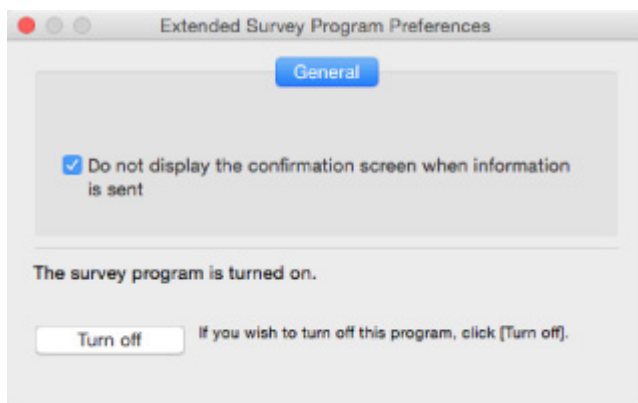 Extended Survey Program Preferences
General
Do not display the confirmation screen when information
is sent
The survey program is turned on.
Turn off
If you wish to turn off this program, click [Turn off].